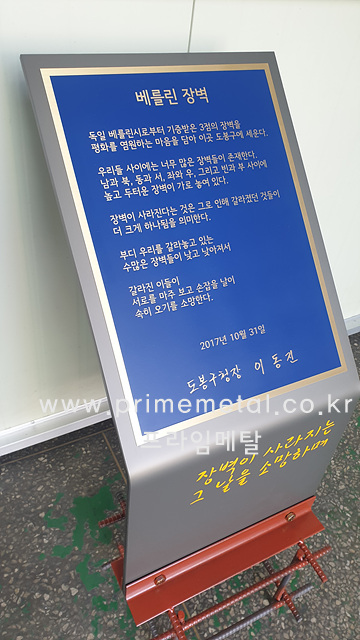 베를린 장벽
독일 베를린시로부터 기증받은 3점의 장벽을
평화를 염원하는 마음을 담아 이곳 도봉구에 세운다.
우리들 사이에는 너무 많은 장벽들이 존재한다.
남과 북, 동과 서, 좌와 우, 그리고 빈과 부 사이에
높고 두터운 장벽이 가로 놓여 있다.
장벽이 사라진다는 것은 그로 인해 갈라졌던 것들이
더 크게 하나됨을 의미한다.
부디 우리를 갈라놓고 있는
수많은 장벽들이 낮고 낮아져서
갈라진 이들이
서로를 마주 보고 손잡을 날이
속히 오기를 소망한다.
2017년 10월 31일
도봉구청장 이동진
www.primemetal.co.kr
프라임메탈
장벽이 사라지는
그 날을 소망하며